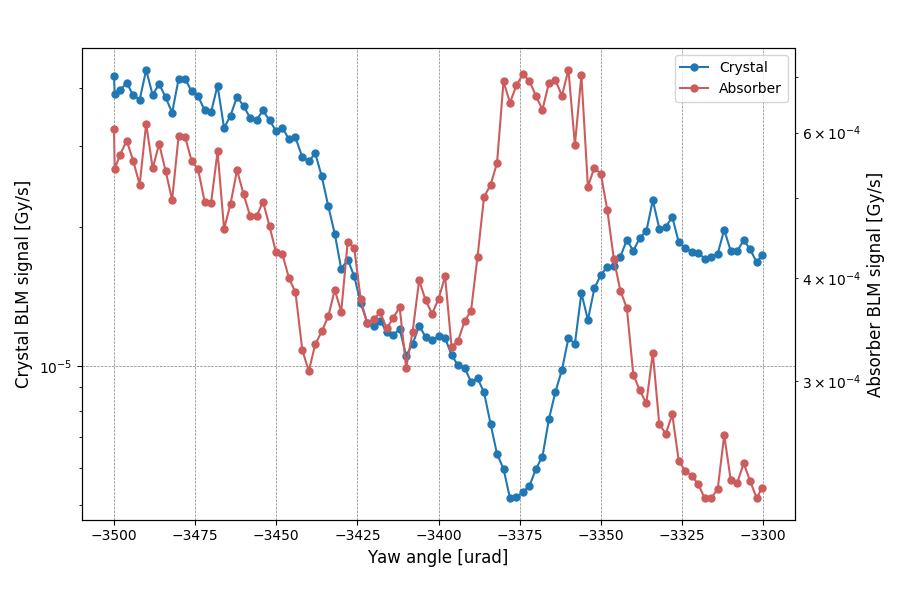 Crystal
Absorber
Crystal BLM signal [Gy/s]
10⁻⁵
6 × 10⁻⁴
4 × 10⁻⁴
3 × 10⁻⁴
Absorber BLM signal [Gy/s]
−3500 −3475 −3450 −3425 −3400 −3375 −3350 −3325 −3300
Yaw angle [urad]